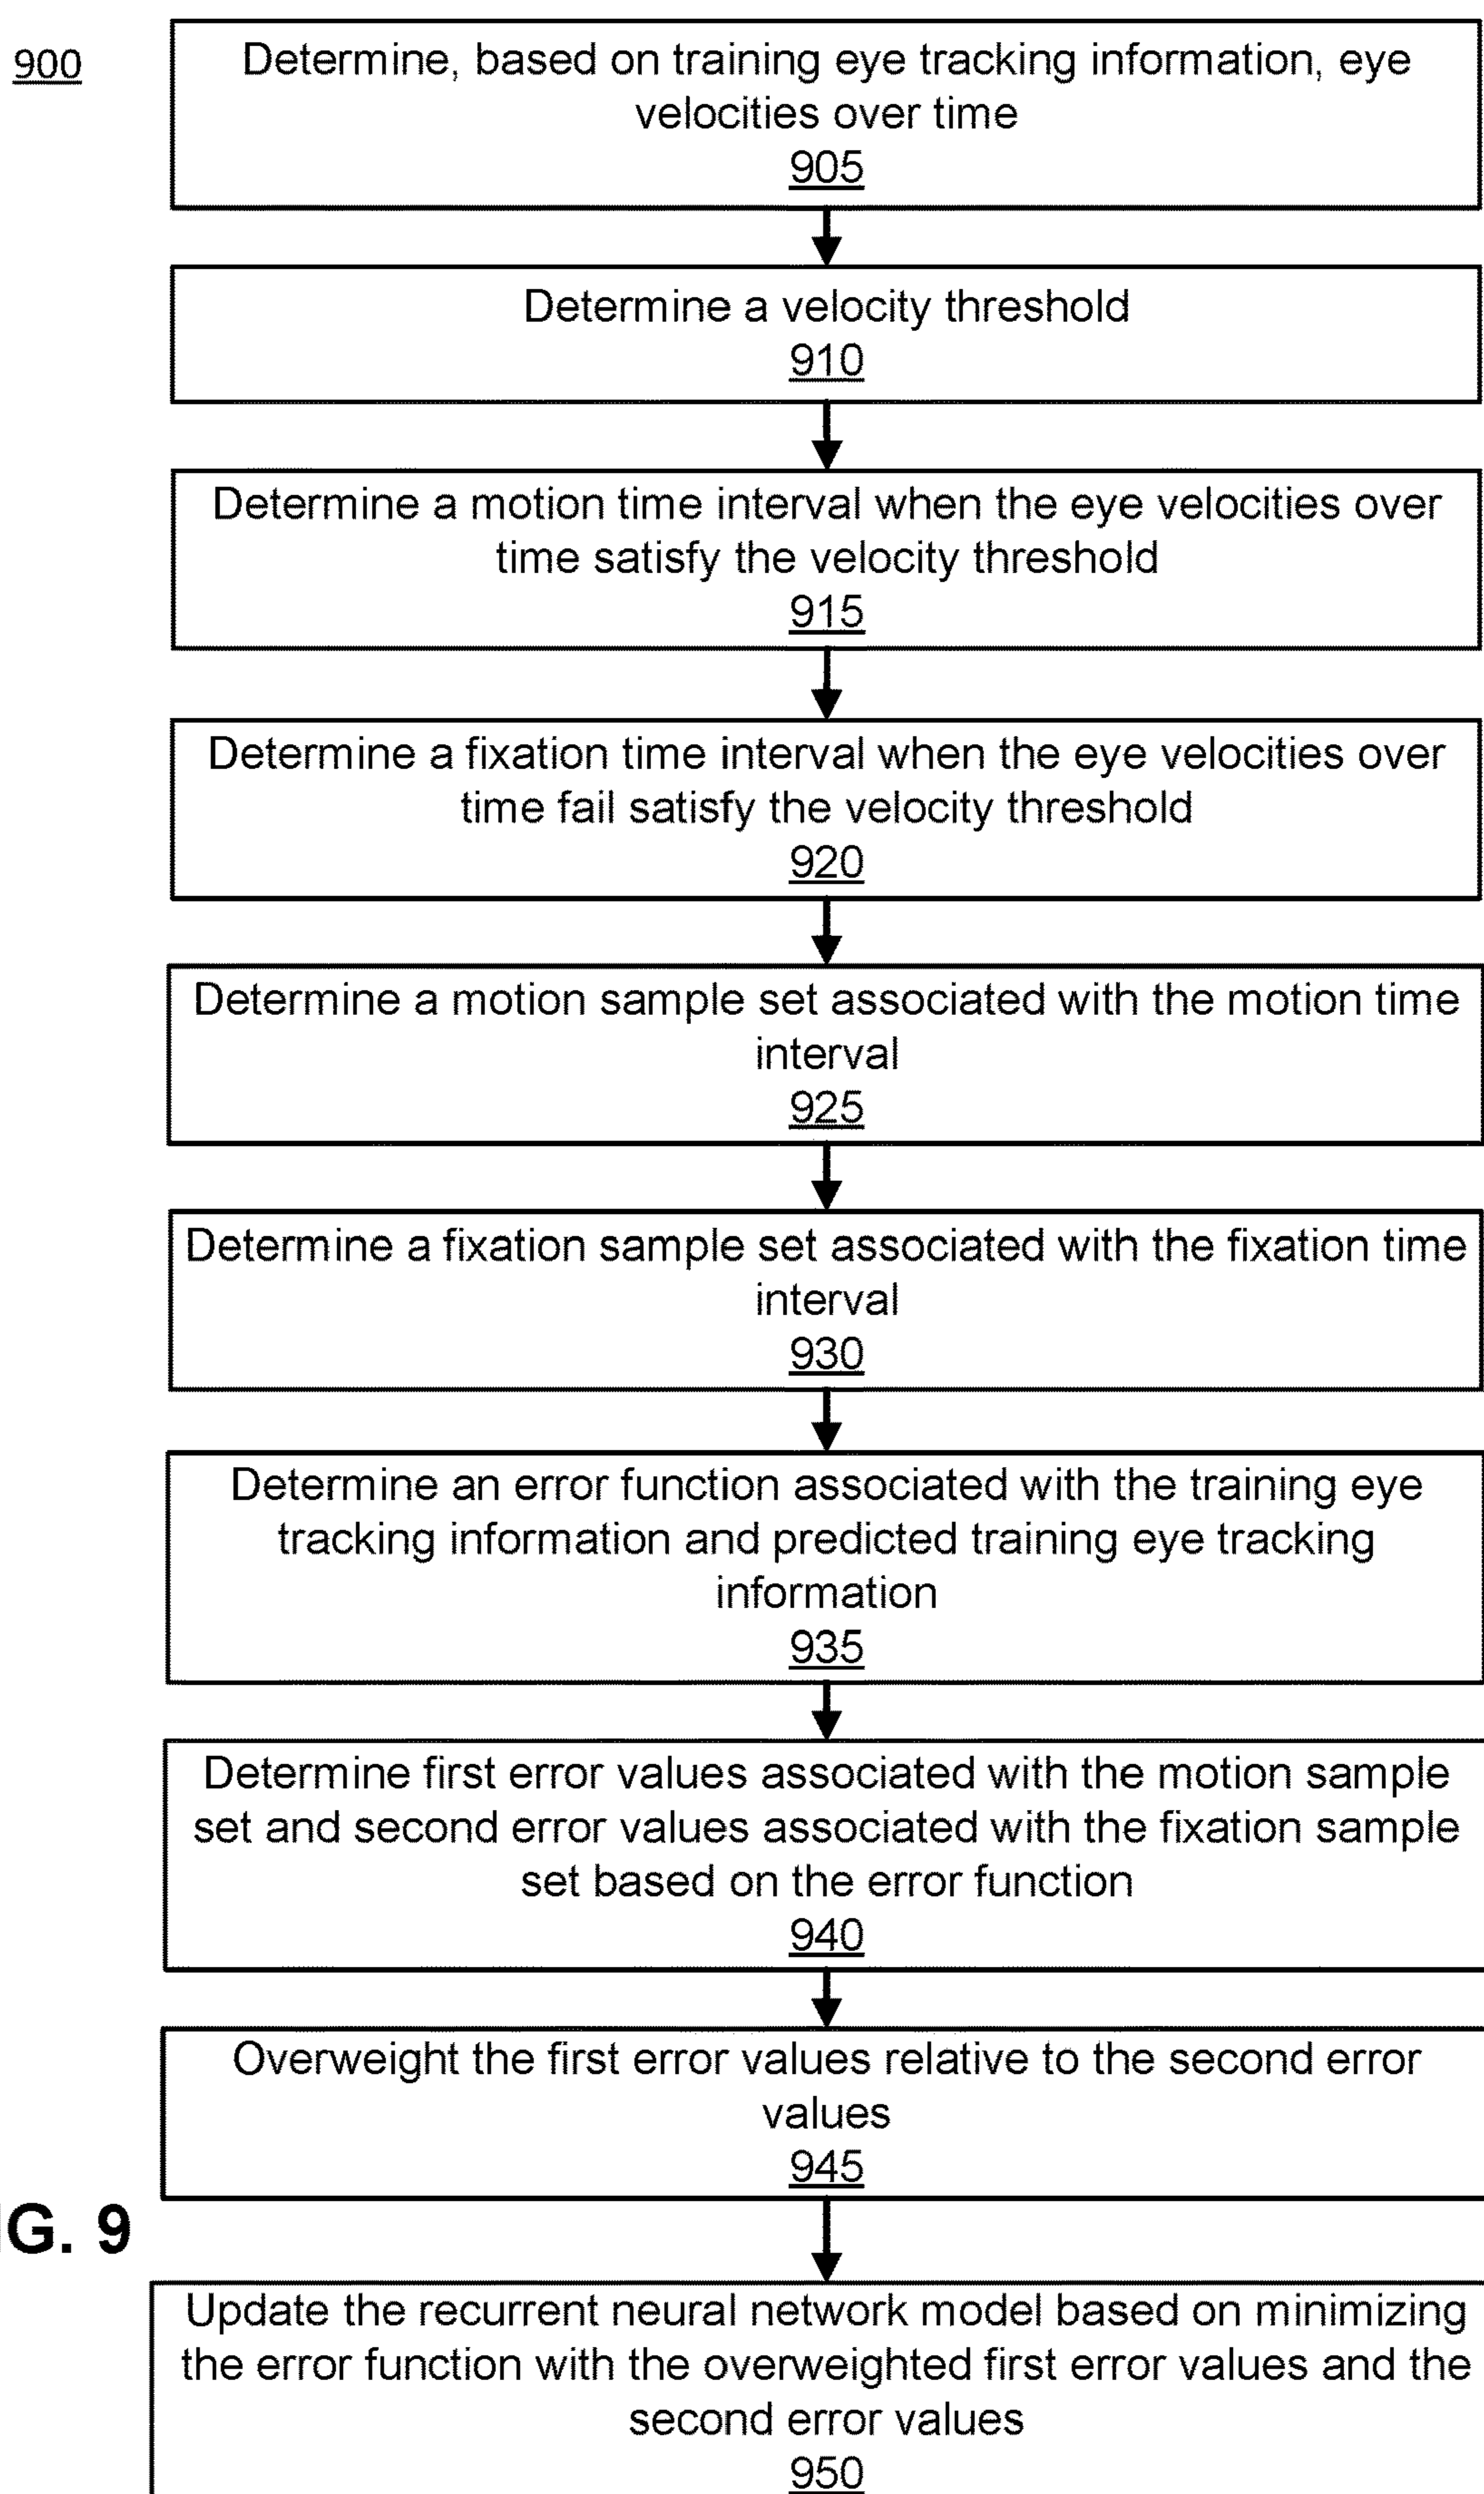 900
Determine, based on training eye tracking information, eye
velocities over time
905
Determine a velocity threshold
910
Determine a motion time interval when the eye velocities over
time satisfy the velocity threshold
915
Determine a fixation time interval when the eye velocities over
time fail satisfy the velocity threshold
920
Determine a motion sample set associated with the motion time
interval
925
Determine a fixation sample set associated with the fixation time
interval
930
Determine an error function associated with the training eye
tracking information and predicted training eye tracking
information
935
Determine first error values associated with the motion sample
set and second error values associated with the fixation sample
set based on the error function
940
Overweight the first error values relative to the second error
values
945
G. 9
Update the recurrent neural network model based on minimizing
the error function with the overweighted first error values and the
second error values
950